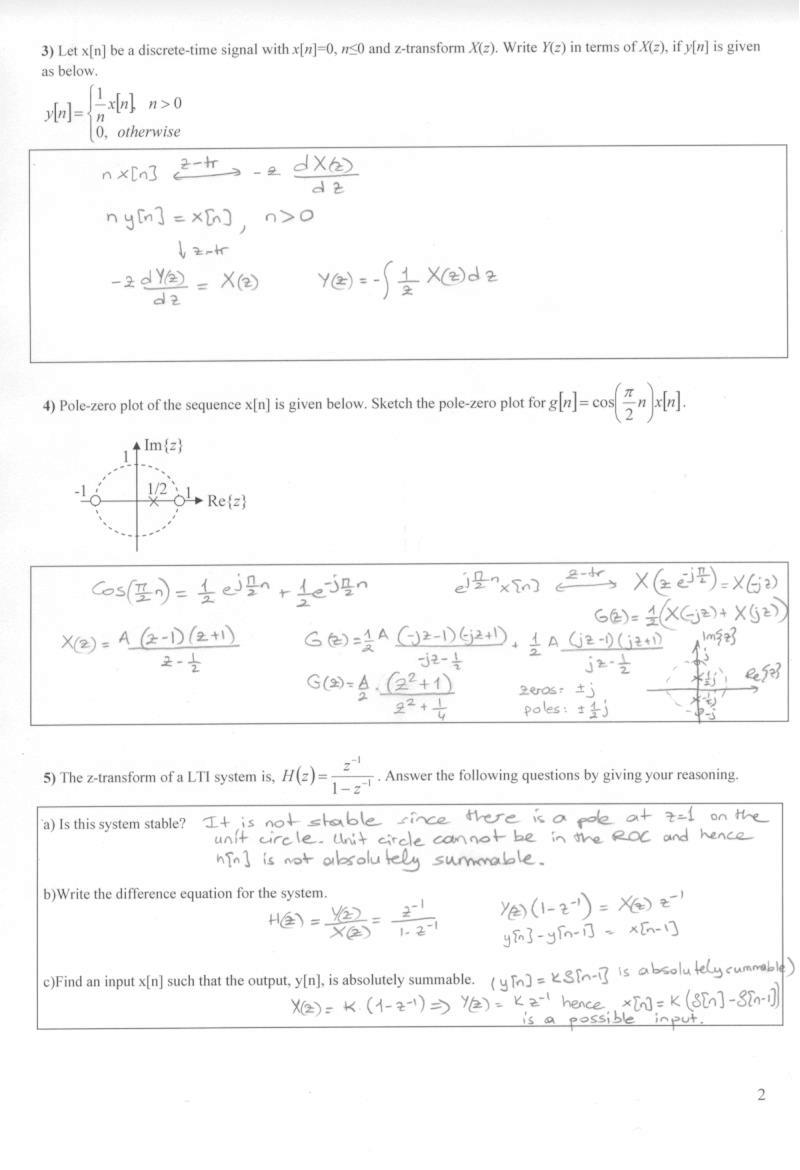 3) Let x[n] be a discrete-time signal with x[n]=0, n≤0 and z-transform X(z). Write Y(z) in terms of X(z), if y[n] is given
as below.
y[n] = { 1/n x[n], n > 0
0, otherwise
n x[n] z-tr ⟷ -z dX(z)/dz
n y[n] = x[n], n>0
↓ z-tr
-z dY(z)/dz = X(z) Y(z) = -∫ 1/z X(z)dz
4) Pole-zero plot of the sequence x[n] is given below. Sketch the pole-zero plot for g[n] = cos(π/2 n)x[n].
Im{z}
1
-1 1/2 1 Re{z}
Cos(π/2 n) = 1/2 e^{jπ/2 n} + 1/2 e^{-jπ/2 n} e^{jπ/2 n} x[n] z-tr ⟷ X(z e^{-jπ/2}) = X(-jz)
G(z) = 1/2 (X(-jz) + X(jz))
X(z) = A (z-1)(z+1) / z-1/2 G(z) = 1/2 A (-jz-1)(-jz+1) / -jz-1/2 + 1/2 A (jz-1)(jz+1) / jz-1/2
G(z) = A/2 . (z²+1) / z²+1/4 zeros: ±j
poles: ±1/2 j
Im{z}
j
1/2 j Re{z}
-1/2 j
-j
5) The z-transform of a LTI system is, H(z) = z^{-1} / 1-z^{-1}. Answer the following questions by giving your reasoning.
a) Is this system stable? It is not stable since there is a pole at z=1 on the
unit circle. Unit circle cannot be in the ROC and hence
h[n] is not absolutely summable.
b)Write the difference equation for the system.
H(z) = Y(z)/X(z) = z^{-1} / 1-z^{-1} Y(z)(1-z^{-1}) = X(z) z^{-1}
y[n]-y[n-1] = x[n-1]
c)Find an input x[n] such that the output, y[n], is absolutely summable. (y[n] = Kδ[n-1] is absolutely summable)
X(z) = K.(1-z^{-1}) ⇒ Y(z) = K z^{-1} hence x[n] = K(δ[n]-δ[n-1])
is a possible input.
2